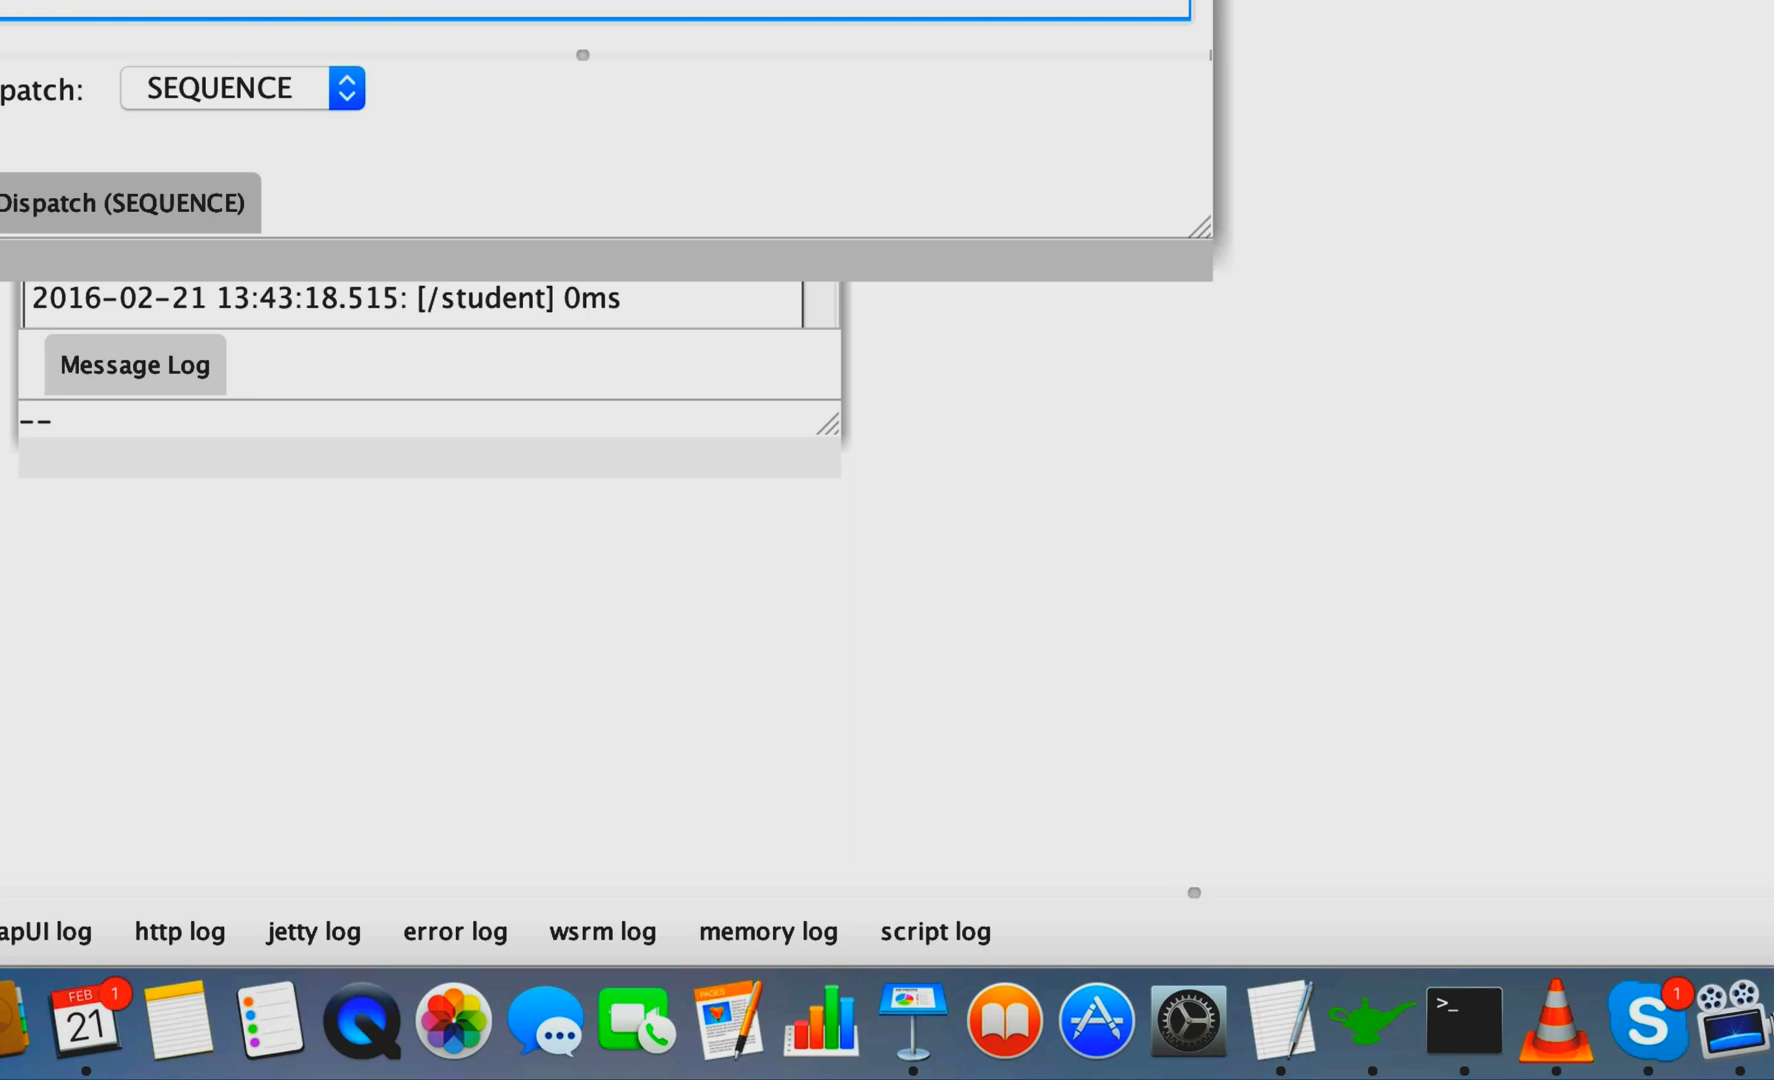 patch:
SEQUENCE
Dispatch (SEQUENCE)
2016-02-21 13:43:18.515: [/student] 0ms
Message Log
--
apUI log http log jetty log error log wsrm log memory log script log
FEB 1
21
PAGES
>_
S 1